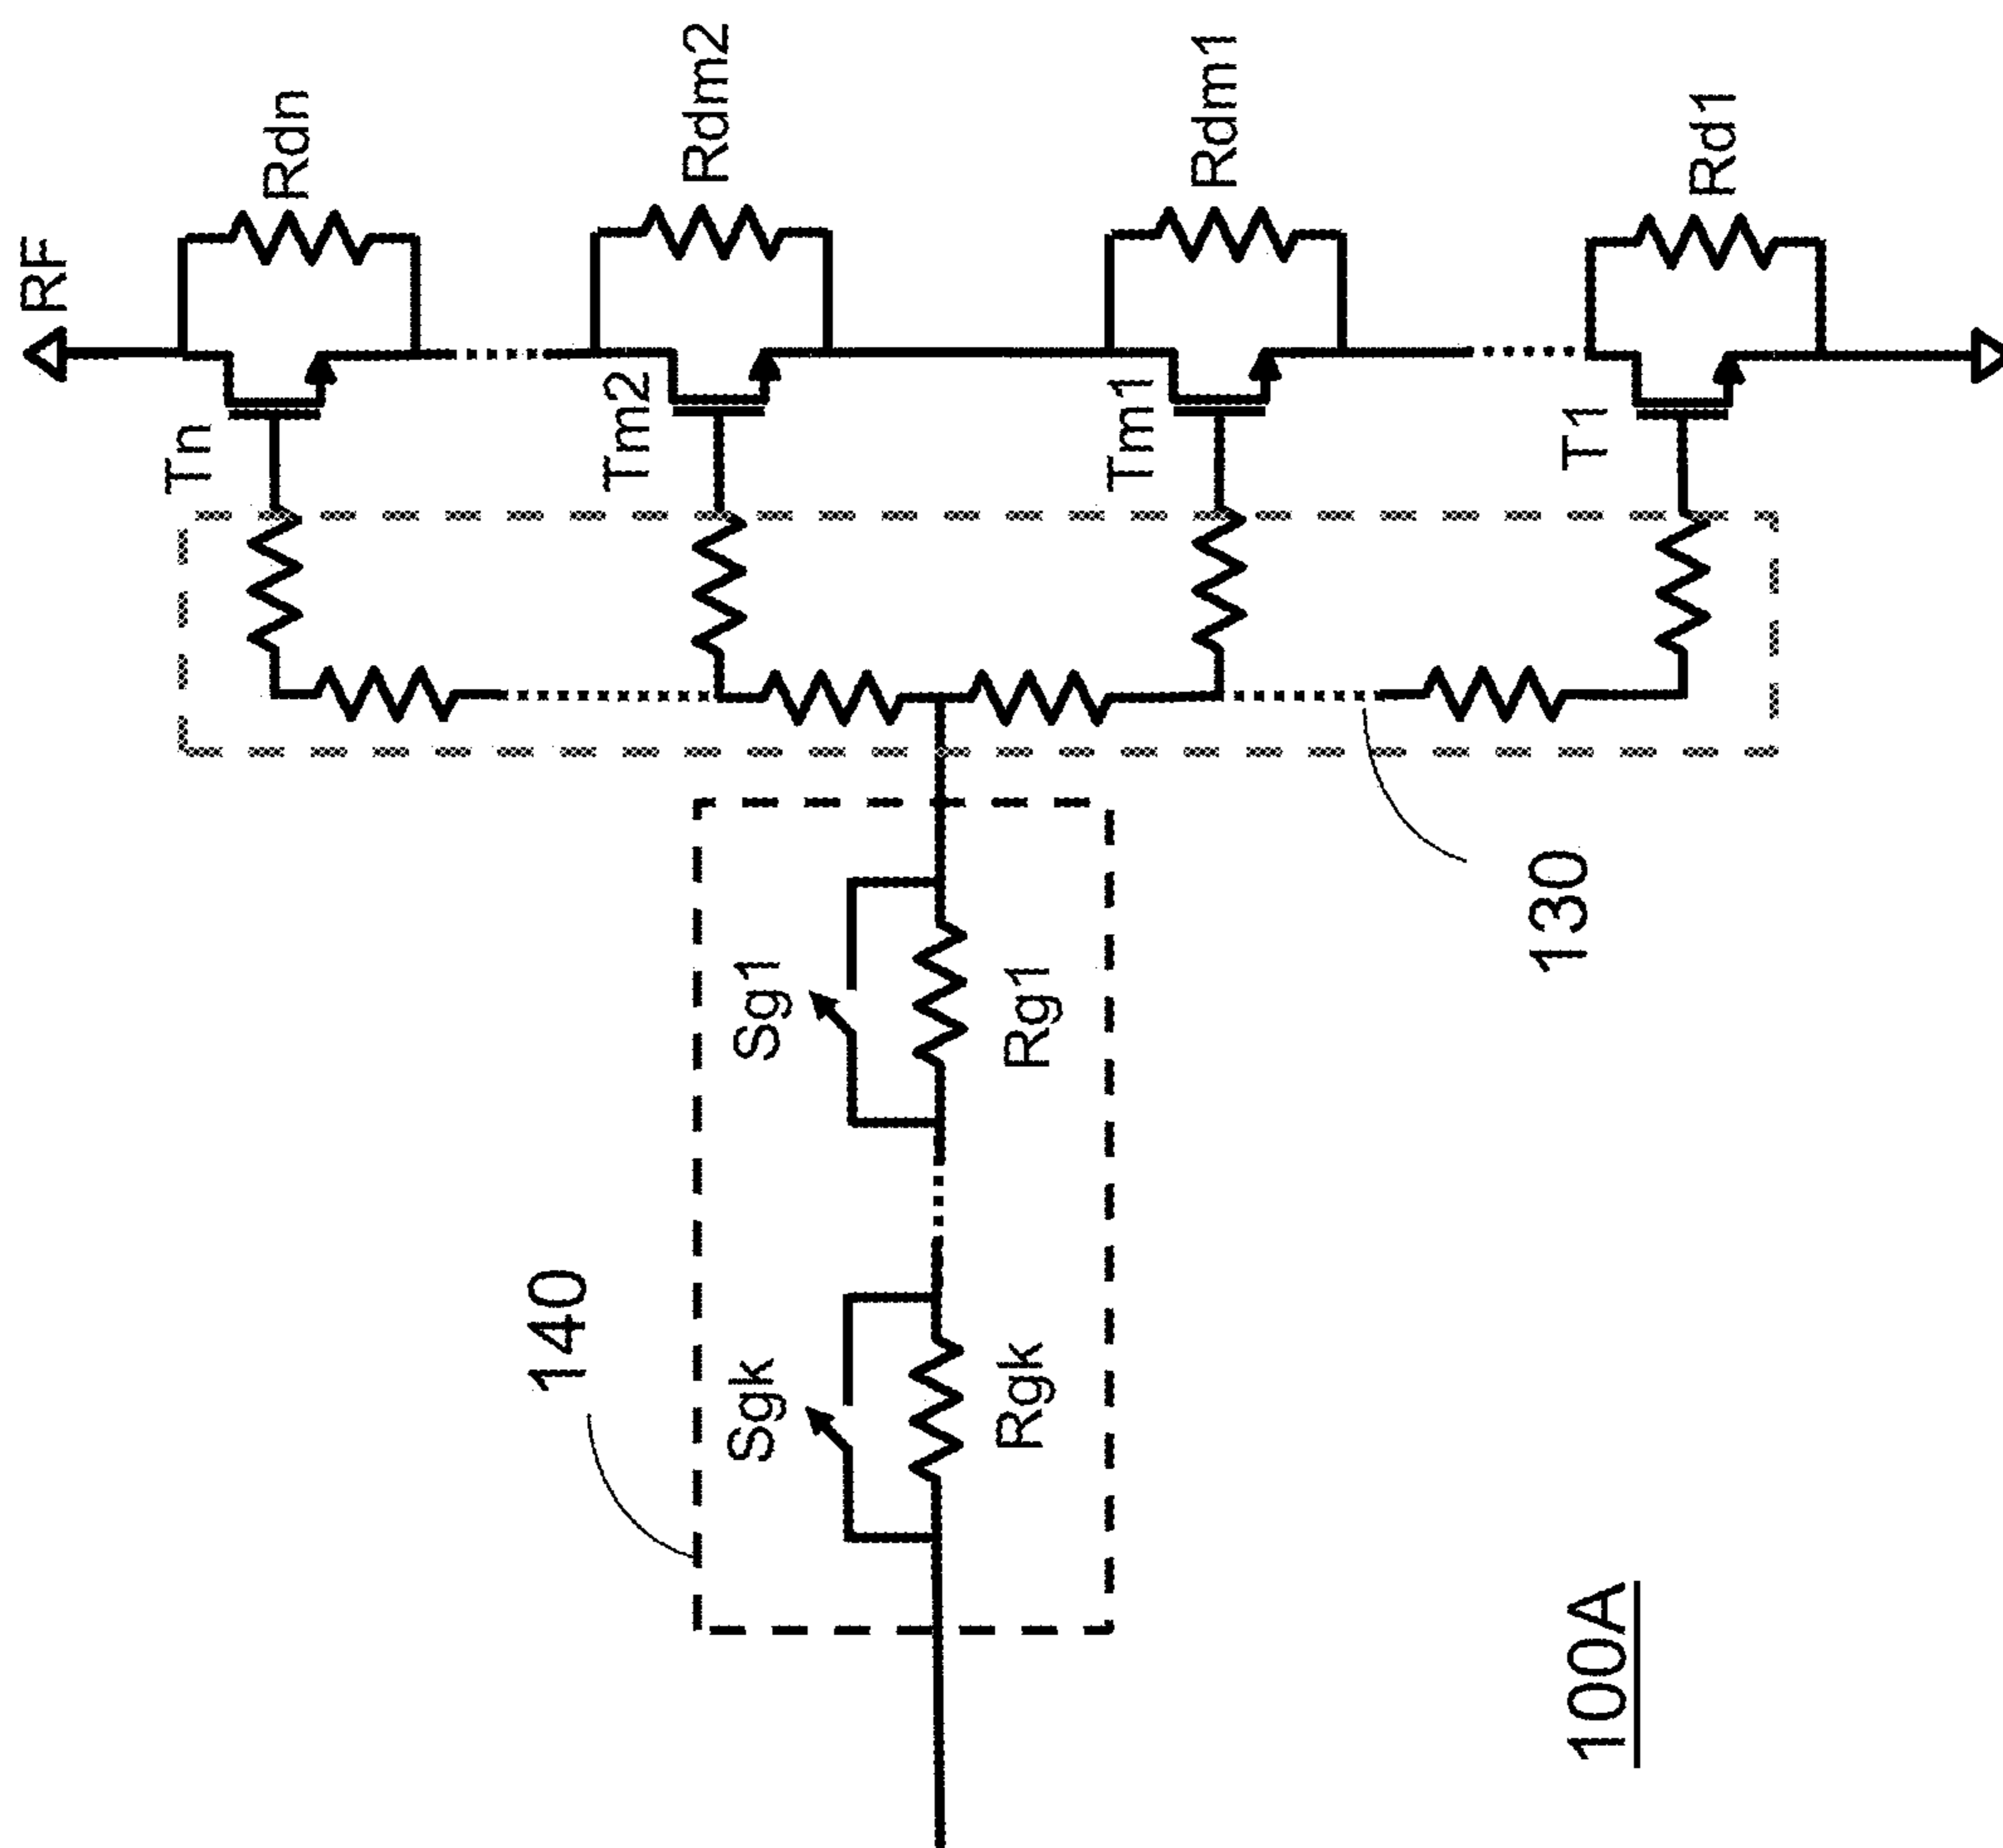 RF
Tn
Rdn
Tm2
Rdm2
Tm1
Rdm1
T1
Rd1
140
Sgk
Sg1
Rgk
Rg1
130
100A